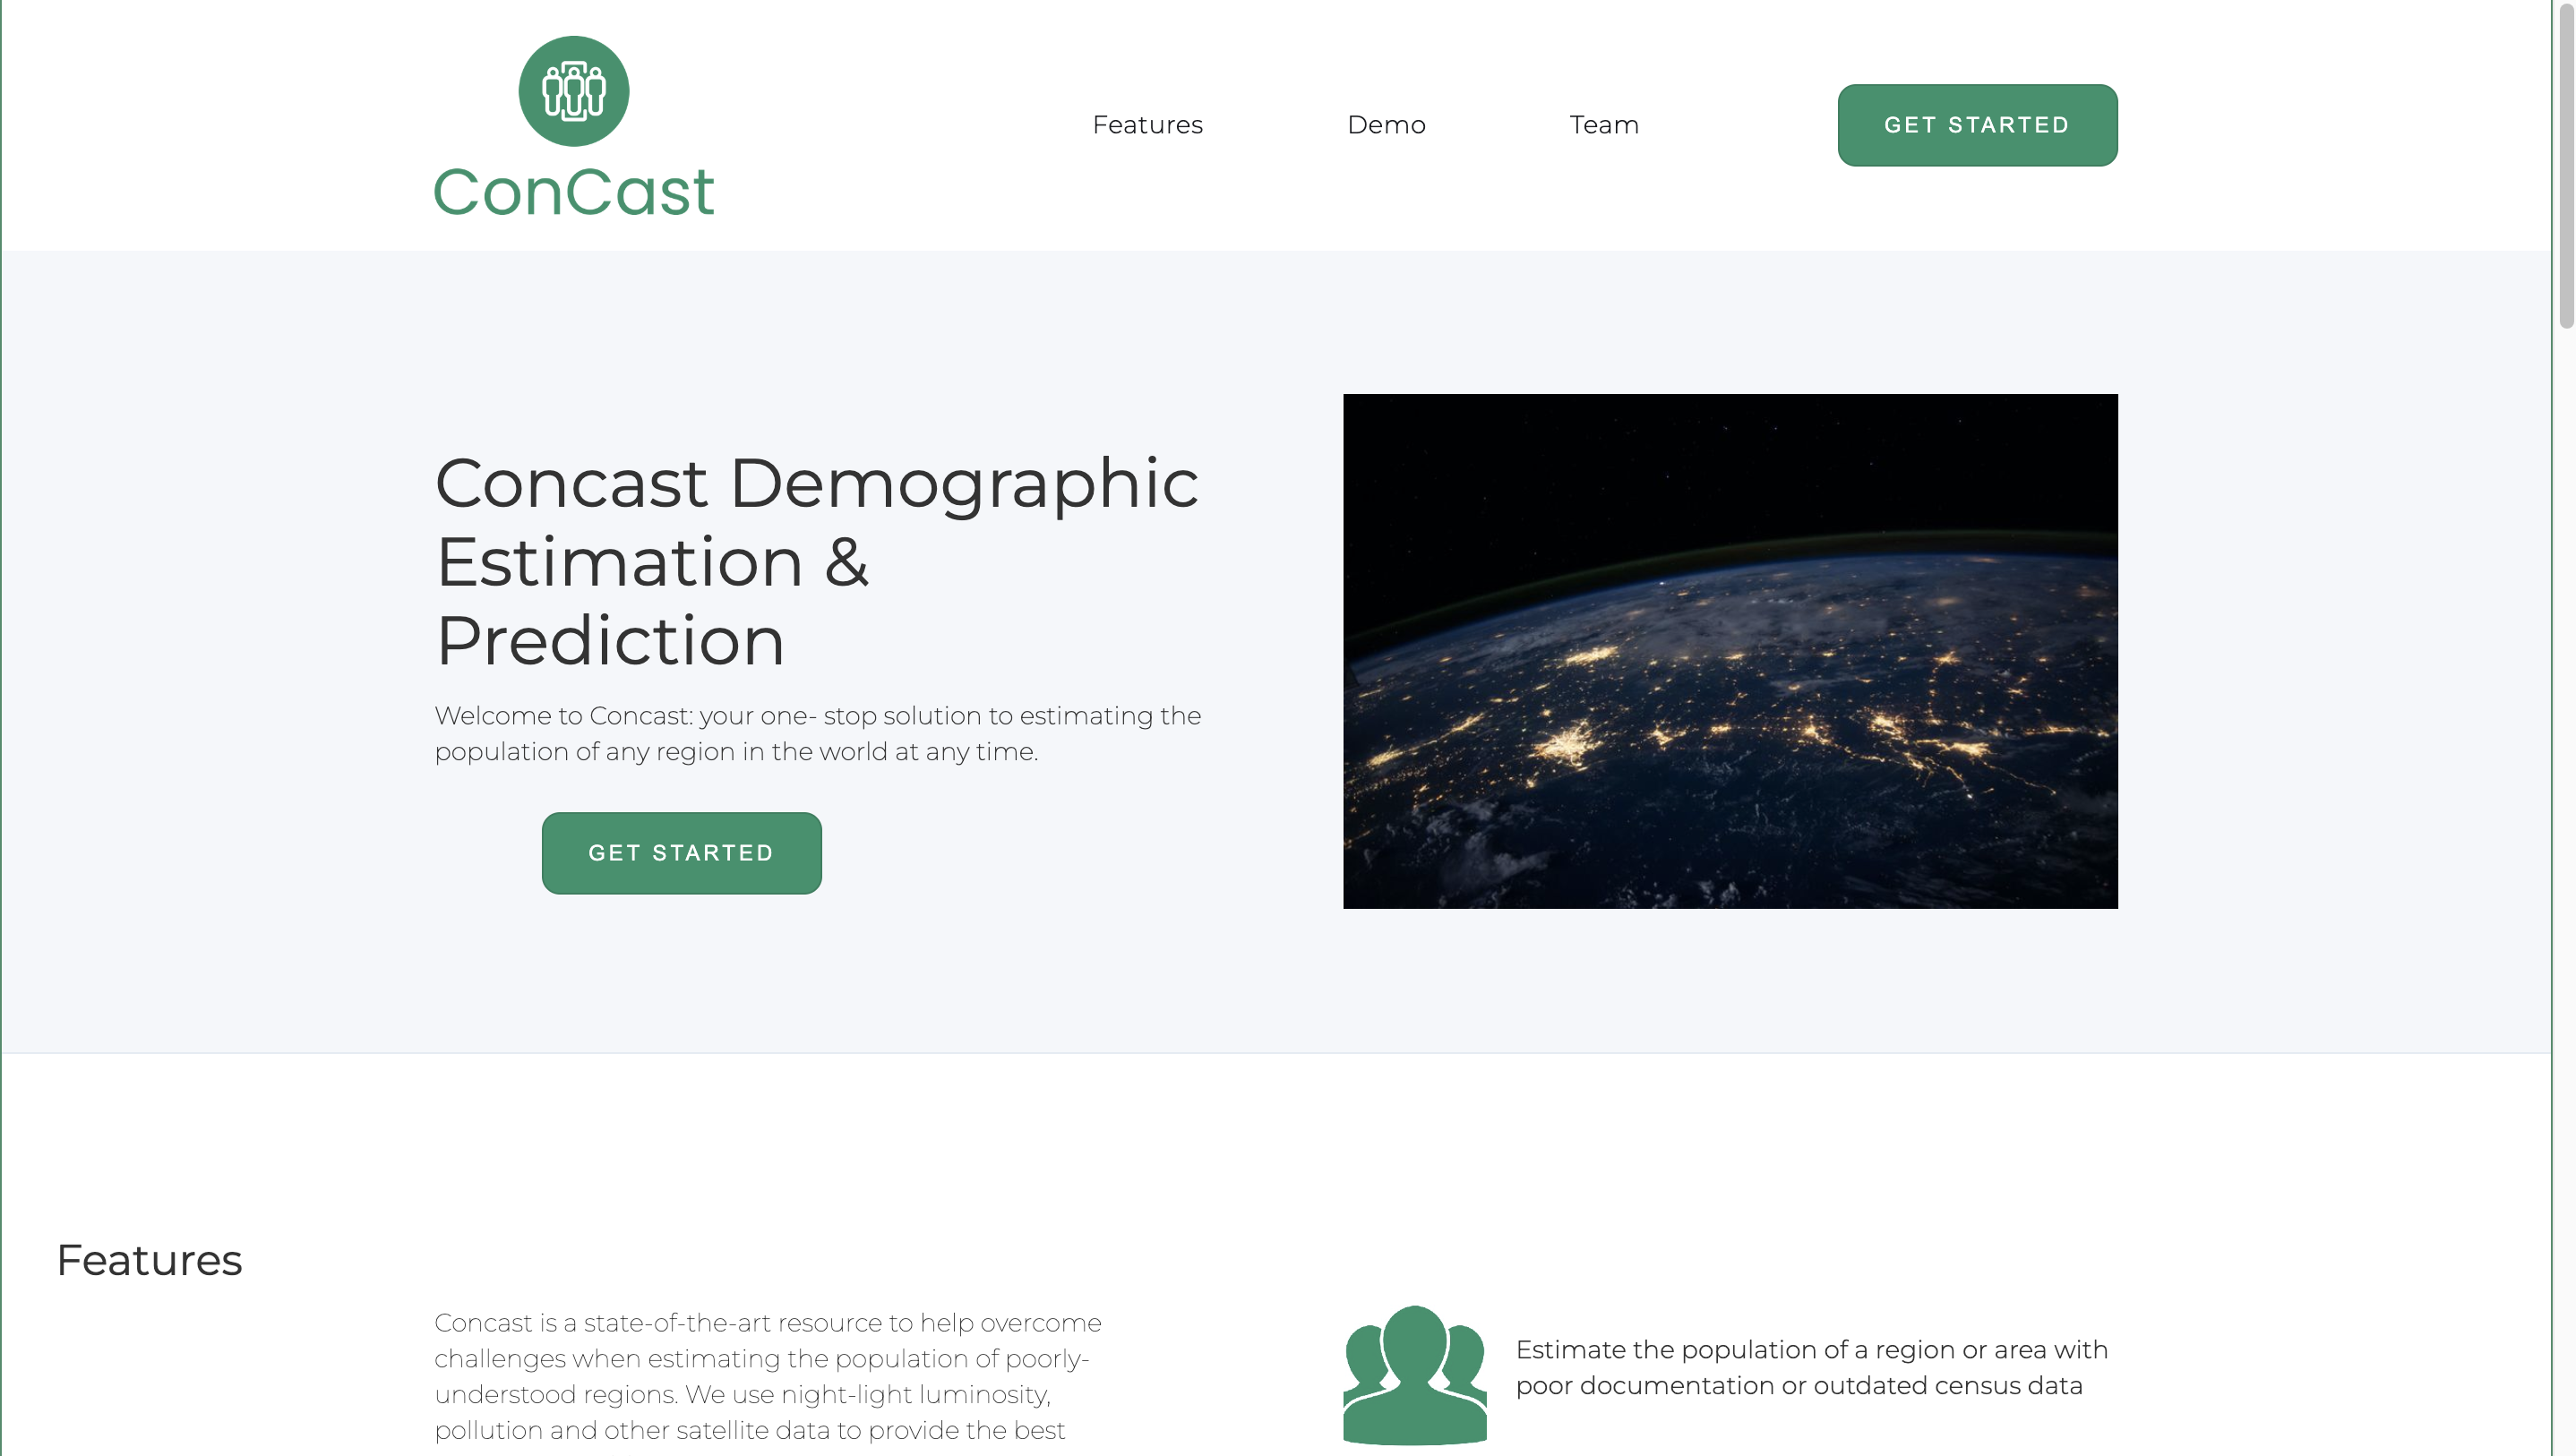 ConCast
Features
Demo
Team
GET STARTED
Concast Demographic
Estimation &
Prediction
Welcome to Concast: your one- stop solution to estimating the
population of any region in the world at any time.
GET STARTED
Features
Concast is a state-of-the-art resource to help overcome
challenges when estimating the population of poorly-
understood regions. We use night-light luminosity,
pollution and other satellite data to provide the best
Estimate the population of a region or area with
poor documentation or outdated census data